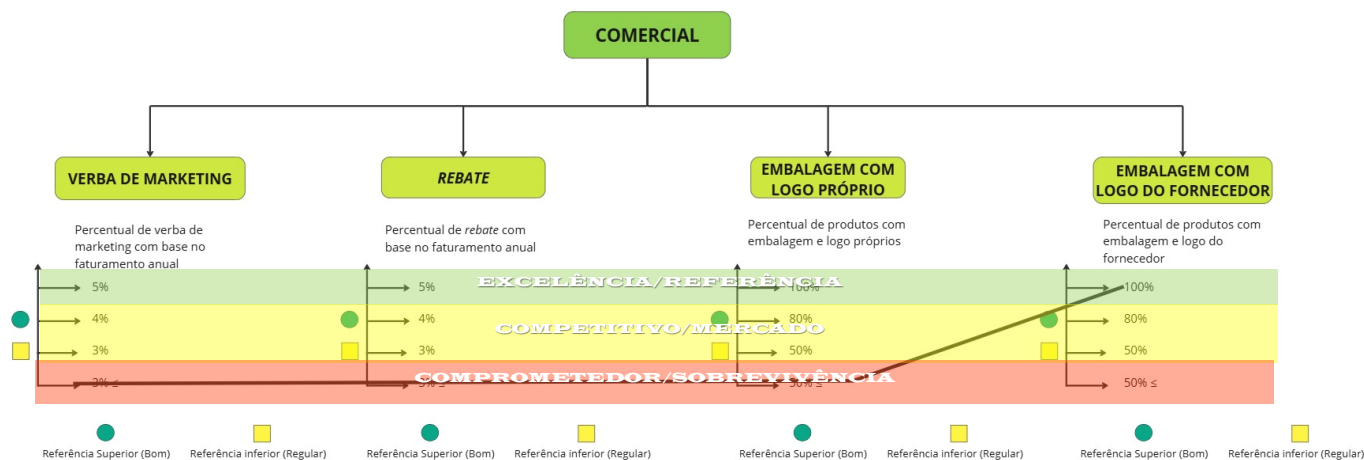 COMERCIAL
VERBA DE MARKETING
REBATE
EMBALAGEM COM
LOGO PRÓPRIO
EMBALAGEM COM
LOGO DO FORNECEDOR
Percentual de verba de
marketing com base no
faturamento anual
Percentual de rebate com
base no faturamento anual
Percentual de produtos com
embalagem e logo próprios
Percentual de produtos com
embalagem e logo do
fornecedor
EXCELÊNCIA/REFERÊNCIA
5%
5%
100%
100%
4%
4%
80%
80%
COMPETITIVO/MERCADO
3%
3%
50%
50%
COMPROMETEDOR/SOBREVIVÊNCIA
3% ≤
3% ≤
50% ≤
50% ≤
Referência Superior (Bom)
Referência inferior (Regular)
Referência Superior (Bom)
Referência inferior (Regular)
Referência Superior (Bom)
Referência inferior (Regular)
Referência Superior (Bom)
Referência inferior (Regular)